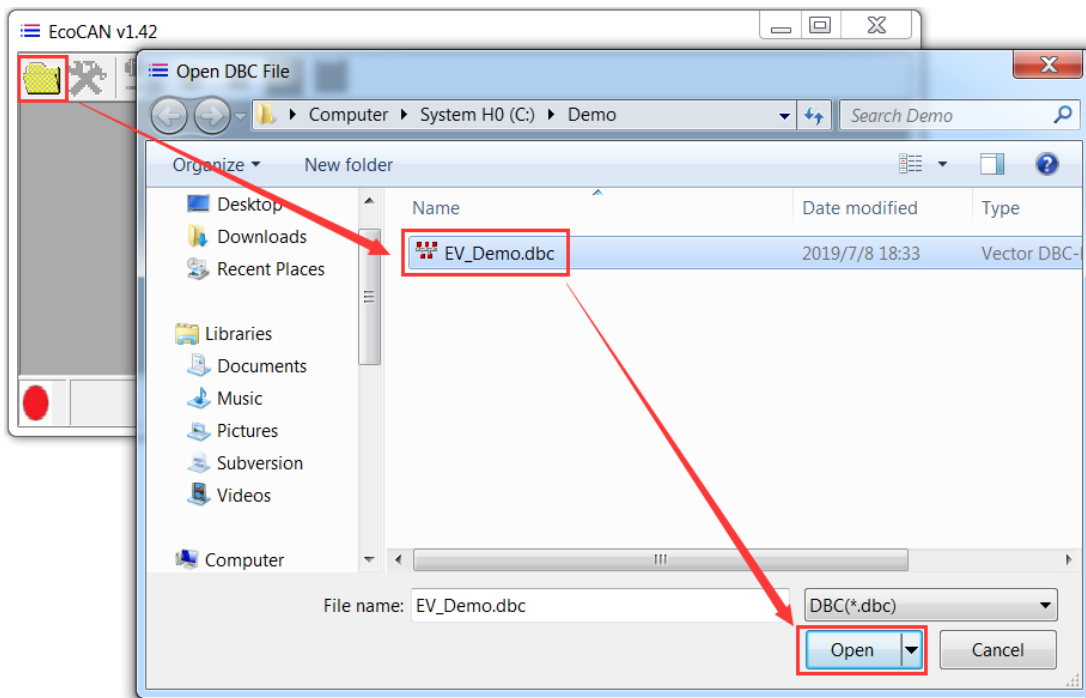 EcoCAN v1.42
Open DBC File
Computer System H0 (C:) Demo
Search Demo
Organize New folder
Name Date modified Type
EV_Demo.dbc 2019/7/8 18:33 Vector DBC-
Desktop
Downloads
Recent Places
Libraries
Documents
Music
Pictures
Subversion
Videos
Computer
File name: EV_Demo.dbc DBC(*.dbc)
Open Cancel